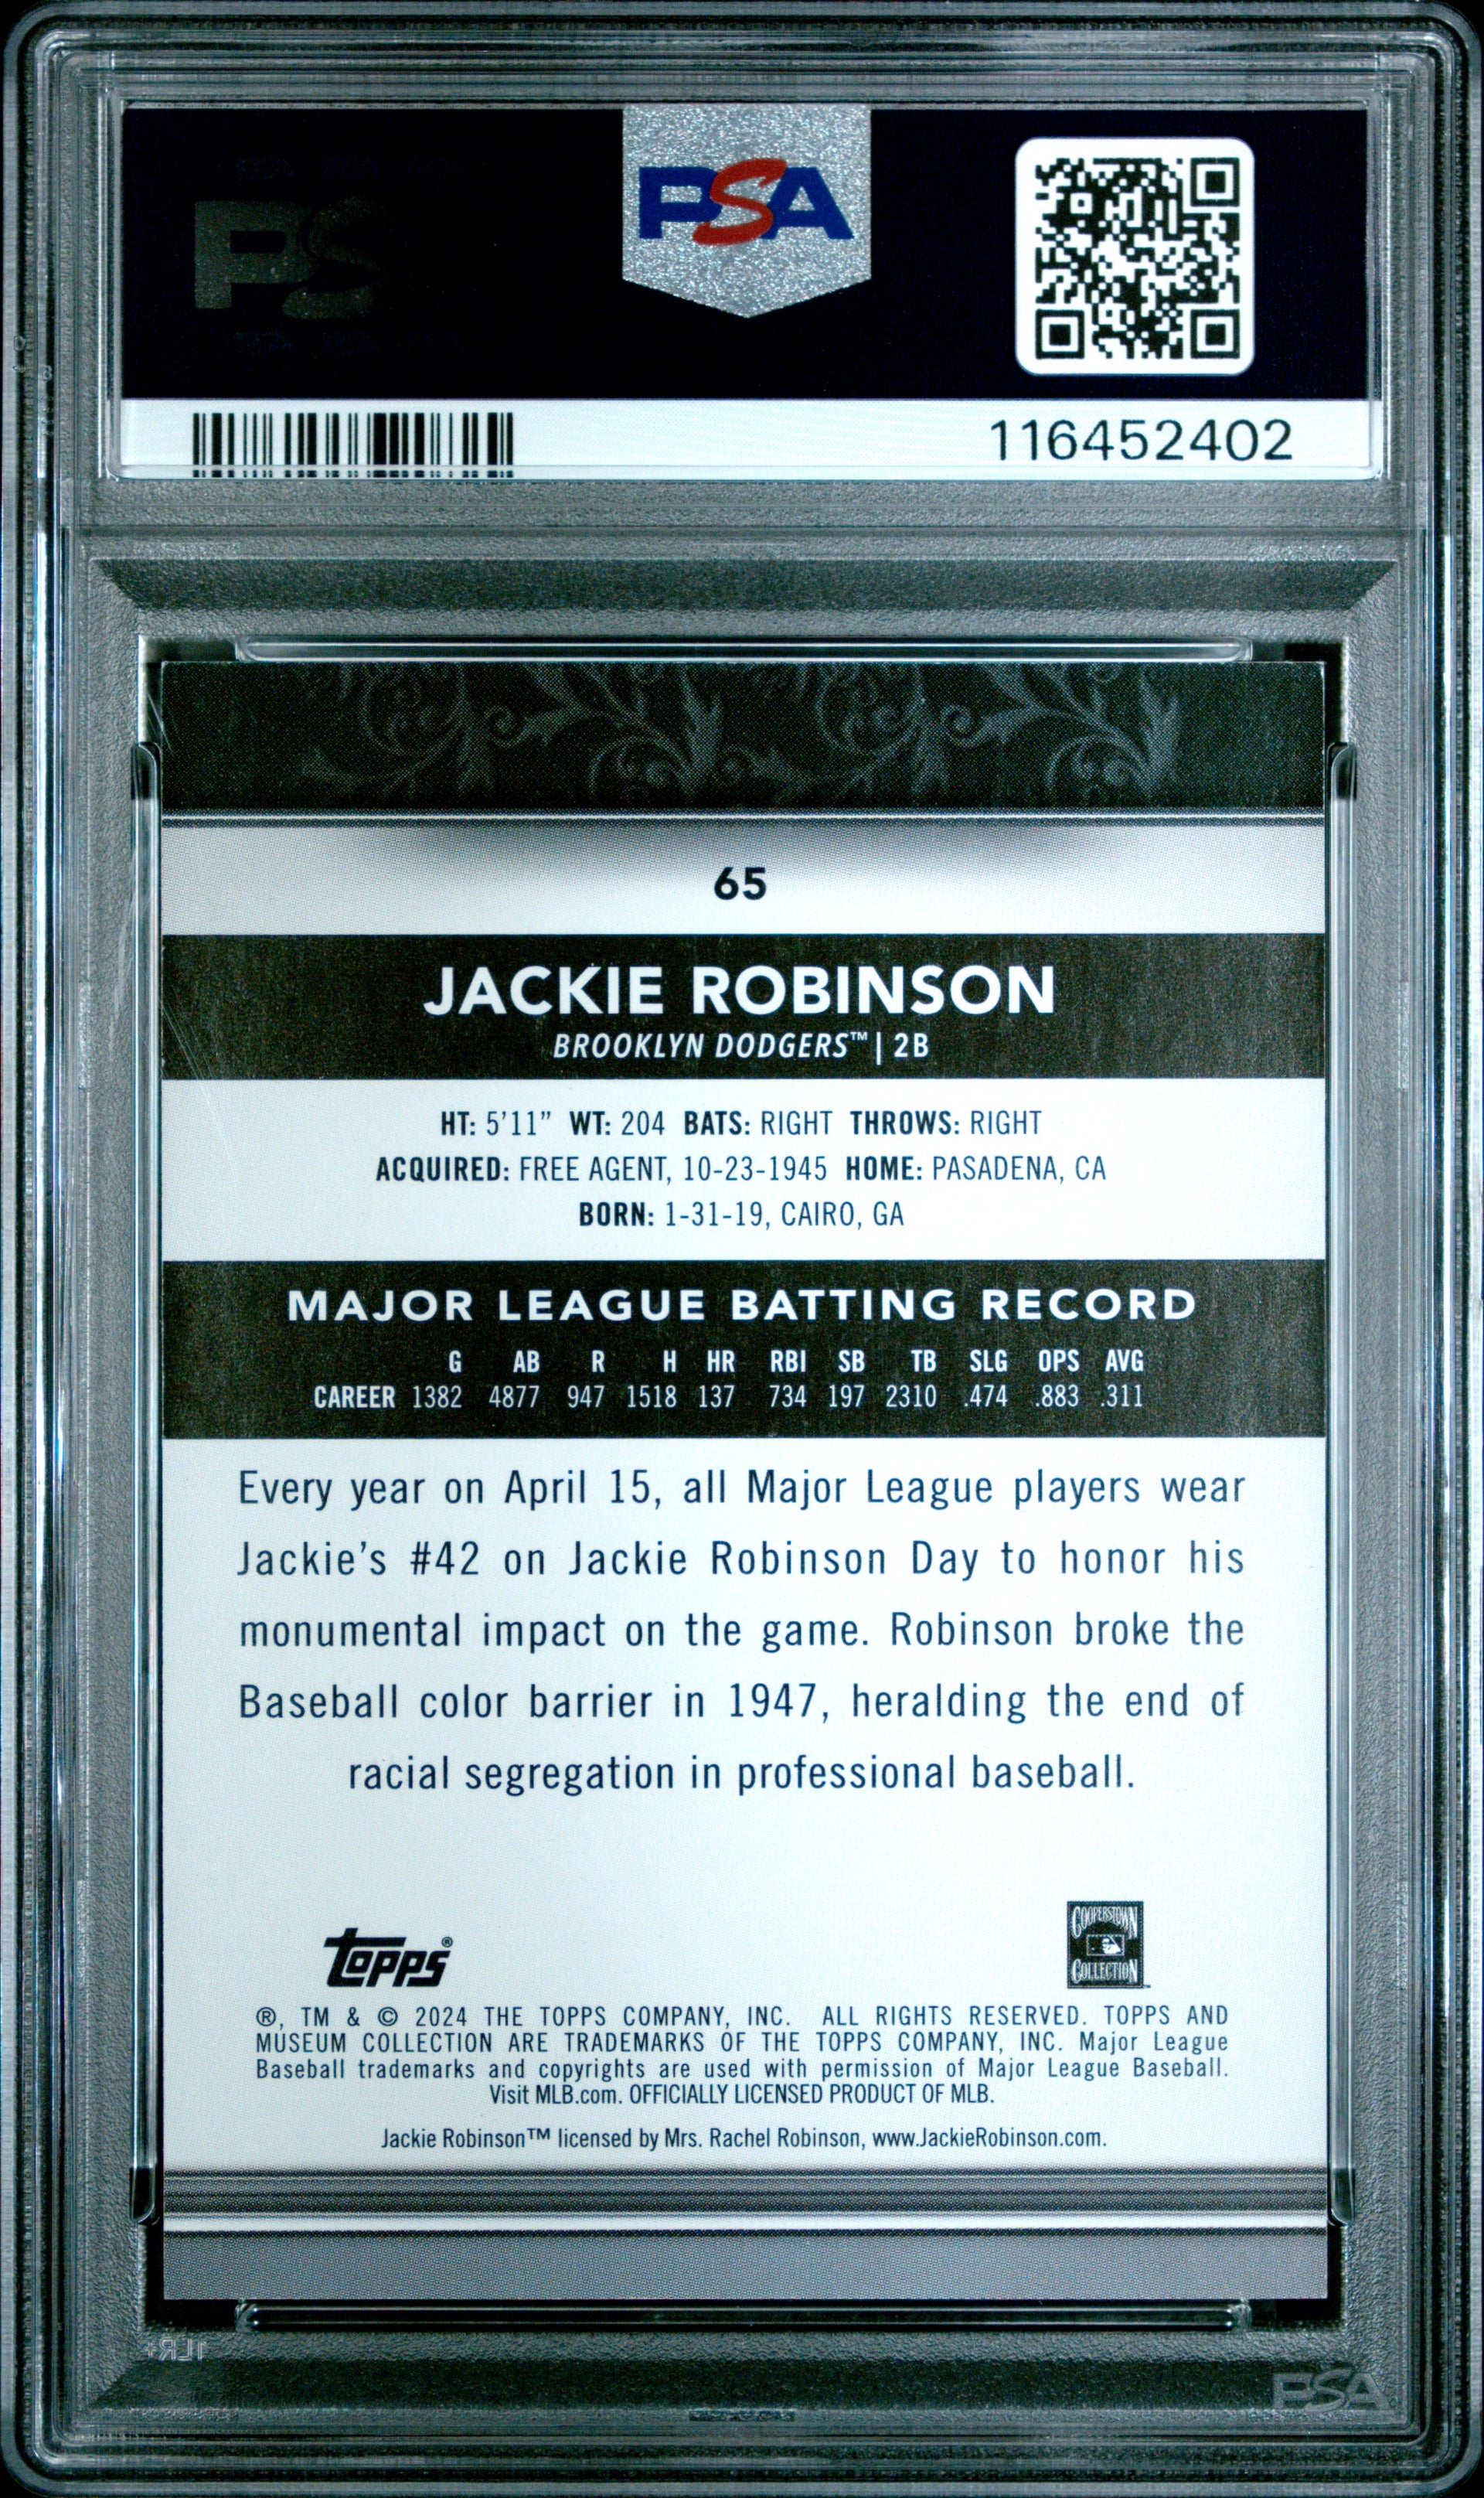 PSA
PS
116452402
65
JACKIE ROBINSON
BROOKLYN DODGERS™ | 2B
HT: 5'11" WT: 204 BATS: RIGHT THROWS: RIGHT
ACQUIRED: FREE AGENT, 10-23-1945 HOME: PASADENA, CA
BORN: 1-31-19, CAIRO, GA
MAJOR LEAGUE BATTING RECORD
G AB R H HR RBI SB TB SLG OPS AVG
CAREER 1382 4877 947 1518 137 734 197 2310 .474 .883 .311
Every year on April 15, all Major League players wear
Jackie's #42 on Jackie Robinson Day to honor his
monumental impact on the game. Robinson broke the
Baseball color barrier in 1947, heralding the end of
racial segregation in professional baseball.
topps®
COOPERSTOWN
COLLECTION
®, TM & © 2024 THE TOPPS COMPANY, INC. ALL RIGHTS RESERVED. TOPPS AND
MUSEUM COLLECTION ARE TRADEMARKS OF THE TOPPS COMPANY, INC. Major League
Baseball trademarks and copyrights are used with permission of Major League Baseball.
Visit MLB.com. OFFICIALLY LICENSED PRODUCT OF MLB.
Jackie Robinson™ licensed by Mrs. Rachel Robinson, www.JackieRobinson.com.
PSA